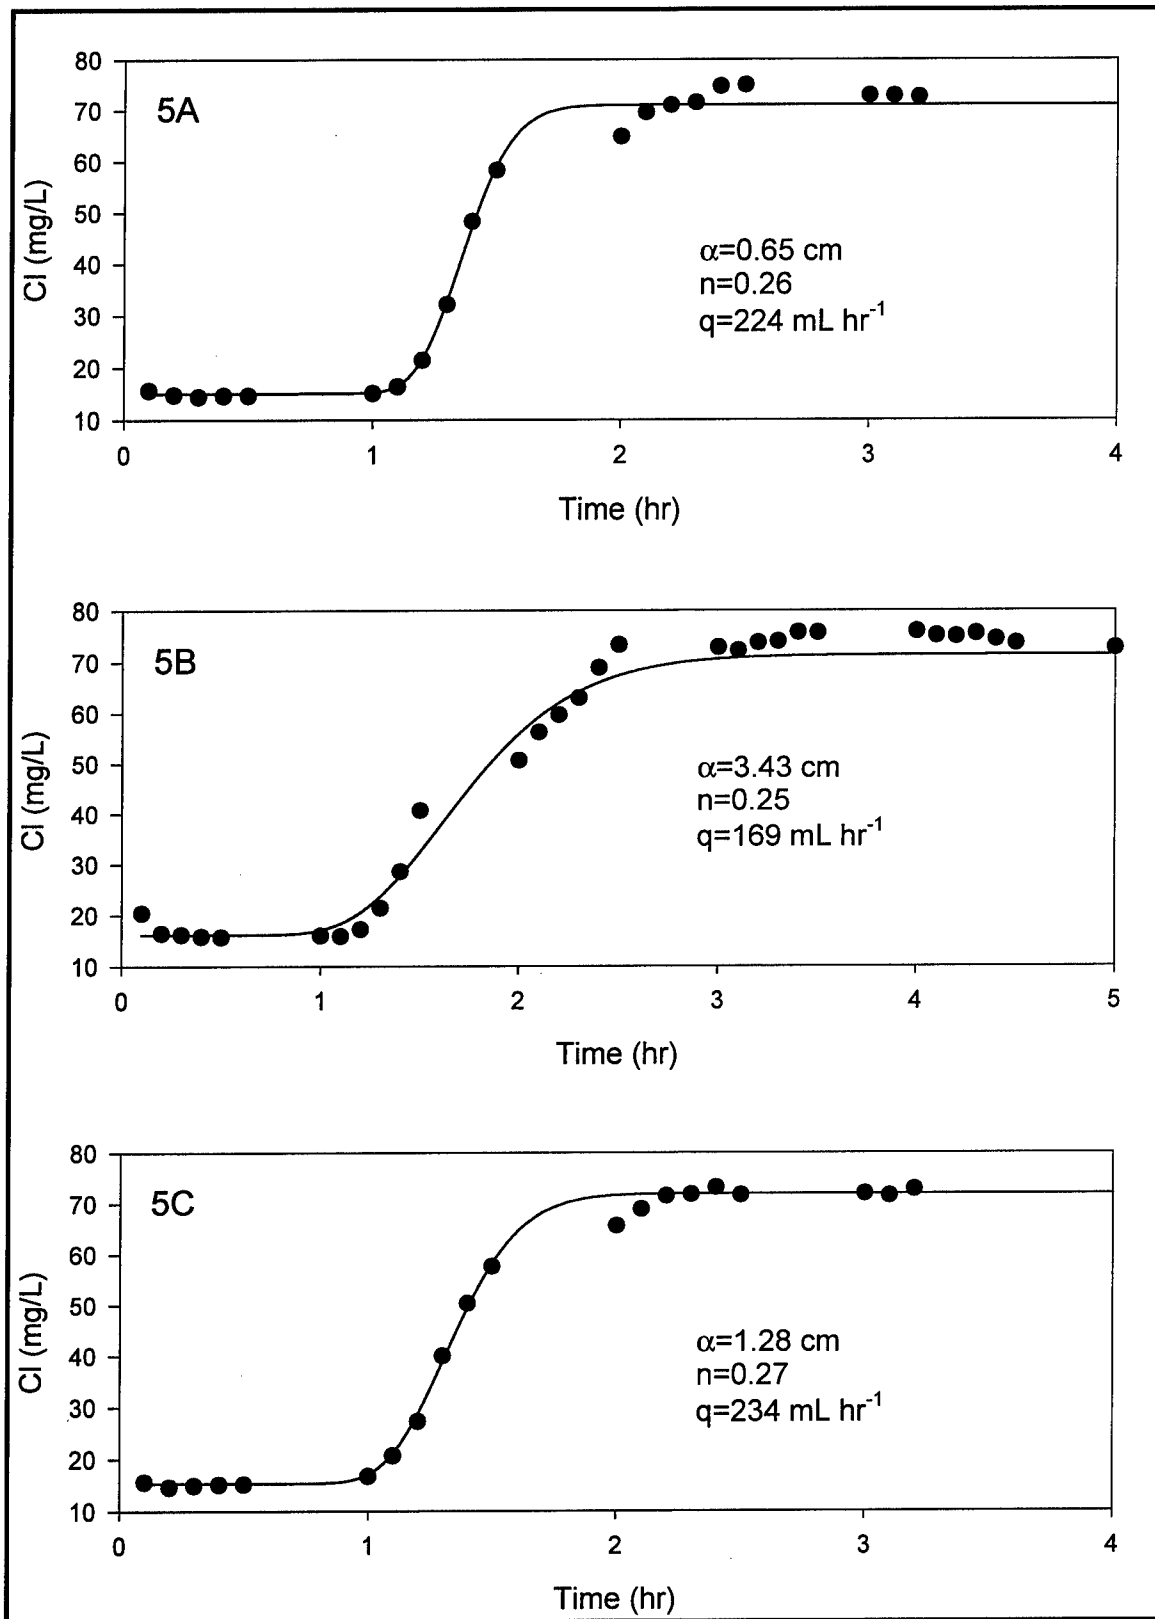 80
70
60
50
40
30
20
10
Cl (mg/L)
5A
α=0.65 cm
n=0.26
q=224 mL hr⁻¹
0 1 2 3 4
Time (hr)
80
70
60
50
40
30
20
10
Cl (mg/L)
5B
α=3.43 cm
n=0.25
q=169 mL hr⁻¹
0 1 2 3 4 5
Time (hr)
80
70
60
50
40
30
20
10
Cl (mg/L)
5C
α=1.28 cm
n=0.27
q=234 mL hr⁻¹
0 1 2 3 4
Time (hr)